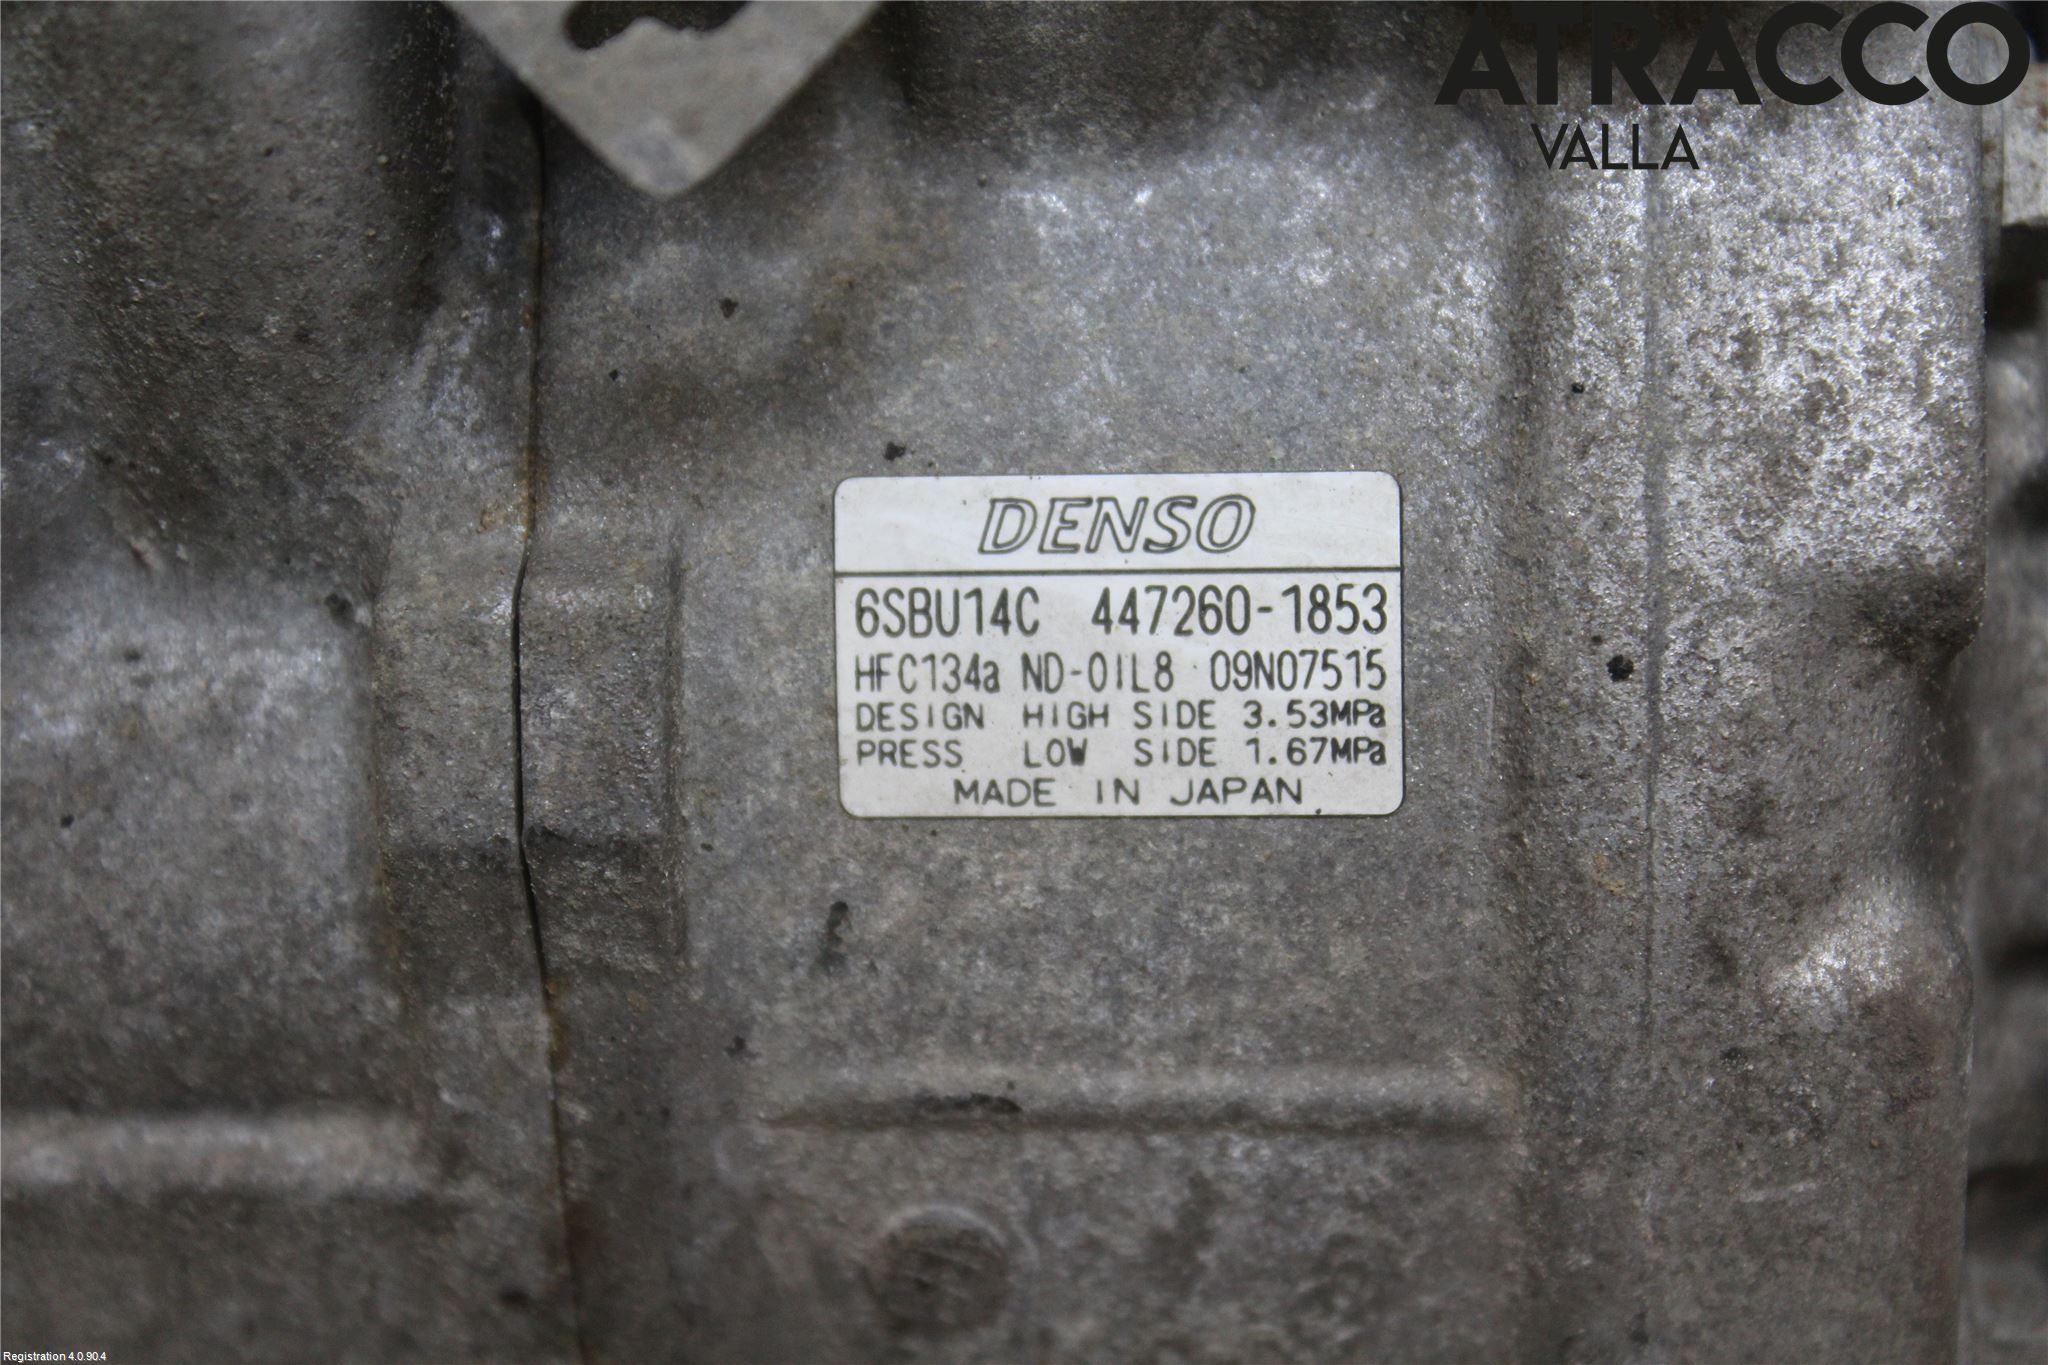 ATRACCO
VALLA
DENSO
6SBU14C 447260-1853
HFC134a ND-OIL8 09N07515
DESIGN HIGH SIDE 3.53MPa
PRESS LOW SIDE 1.67MPa
MADE IN JAPAN
Registration 4.0.90.4